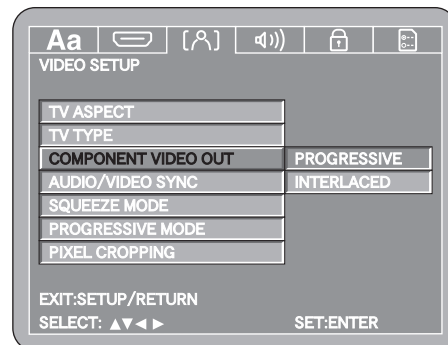 Aa
VIDEO SETUP
TV ASPECT
TV TYPE
COMPONENT VIDEO OUT PROGRESSIVE
AUDIO/VIDEO SYNC INTERLACED
SQUEEZE MODE
PROGRESSIVE MODE
PIXEL CROPPING
EXIT:SETUP/RETURN
SELECT: ▲▼◄► SET:ENTER